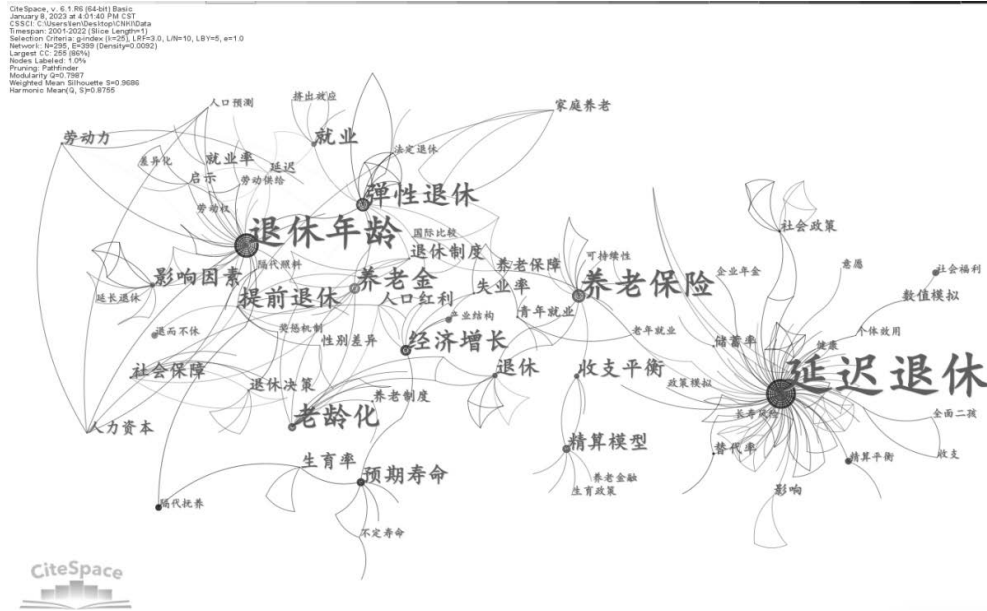 CiteSpace, v. 6.1.R6 (64-bit) Basic
January 8, 2023 at 4:01:40 PM CST
CSSCI: C:\Users\len\Desktop\CNKI\Data
Timespan: 2001-2022 (Slice Length=1)
Selection Criteria: g-index (k=25), LRF=3.0, L/N=10, LBY=5, e=1.0
Network: N=295, E=399 (Density=0.0092)
Largest CC: 255 (86%)
Nodes Labeled: 1.0%
Pruning: Pathfinder
Modularity Q=0.7987
Weighted Mean Silhouette S=0.9686
Harmonic Mean(Q, S)=0.8755
人口预测
挤出效应
家庭养老
劳动力
就业
差异化
就业率
延迟
法定退休
启示
劳动供给
弹性退休
劳动权
退休年龄
国际比较
社会政策
隔代照料
退休制度
养老保障
可持续性
影响因素
提前退休
养老金
失业率
养老保险
企业年金
意愿
社会福利
延长退休
人口红利
青年就业
数值模拟
产业结构
退而不休
奖惩机制
性别差异
经济增长
老年就业
储蓄率
健康
个体效用
社会保障
退休决策
退休
收支平衡
政策模拟
延迟退休
养老制度
老龄化
长寿风险
全面二孩
人力资本
精算模型
替代率
收支
生育率
预期寿命
精算平衡
养老金融
生育政策
影响
隔代抚养
不定寿命
CiteSpace